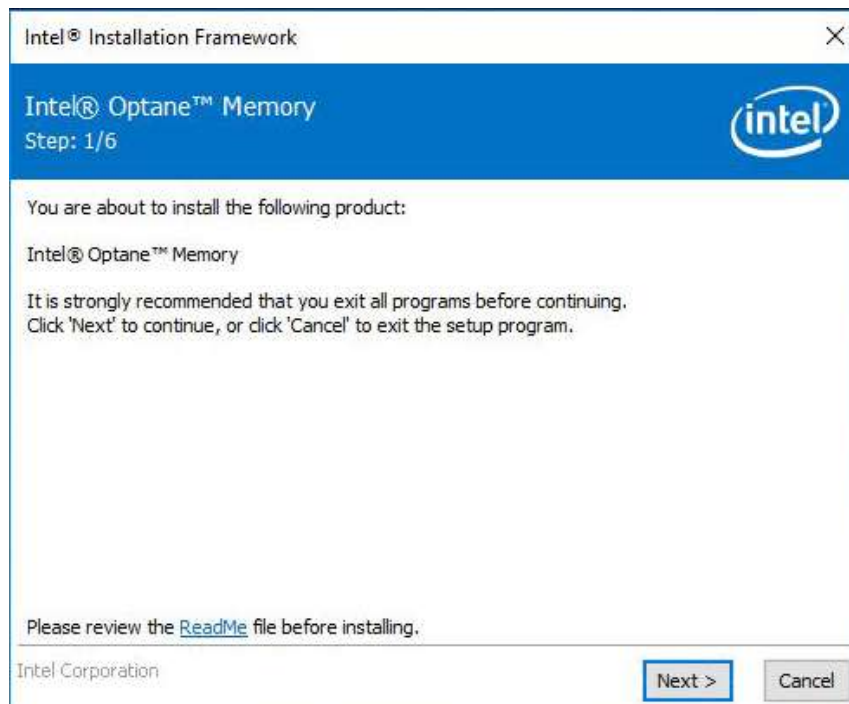 Intel® Installation Framework
Intel® Optane™ Memory
Step: 1/6
intel
You are about to install the following product:
Intel® Optane™ Memory
It is strongly recommended that you exit all programs before continuing.
Click 'Next' to continue, or click 'Cancel' to exit the setup program.
Please review the ReadMe file before installing.
Intel Corporation
Next >
Cancel